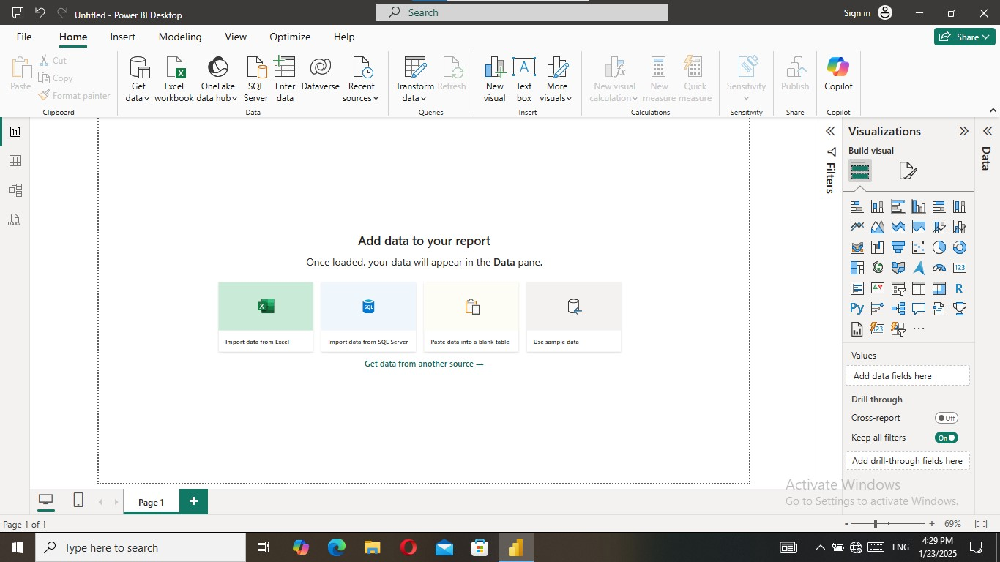 Untitled - Power BI Desktop
Search
Sign in
File
Home
Insert
Modeling
View
Optimize
Help
Share
Paste
Cut
Copy
Format painter
Clipboard
Get data
Excel workbook
OneLake data hub
SQL Server
Enter data
Dataverse
Recent sources
Data
Transform data
Refresh
Queries
New visual
Text box
More visuals
Insert
New visual calculation
New measure
Quick measure
Calculations
Sensitivity
Sensitivity
Publish
Share
Copilot
Copilot
DAX
Filters
Visualizations
Build visual
Data
Add data to your report
Once loaded, your data will appear in the Data pane.
SQL
Import data from Excel
Import data from SQL Server
Paste data into a blank table
Use sample data
Get data from another source →
123
R
Py
123
Values
Add data fields here
Drill through
Cross-report
Off
Keep all filters
On
Add drill-through fields here
Activate Windows
Go to Settings to activate Windows.
Page 1
+
Page 1 of 1
- + 69%
Type here to search
ENG
4:29 PM
1/23/2025